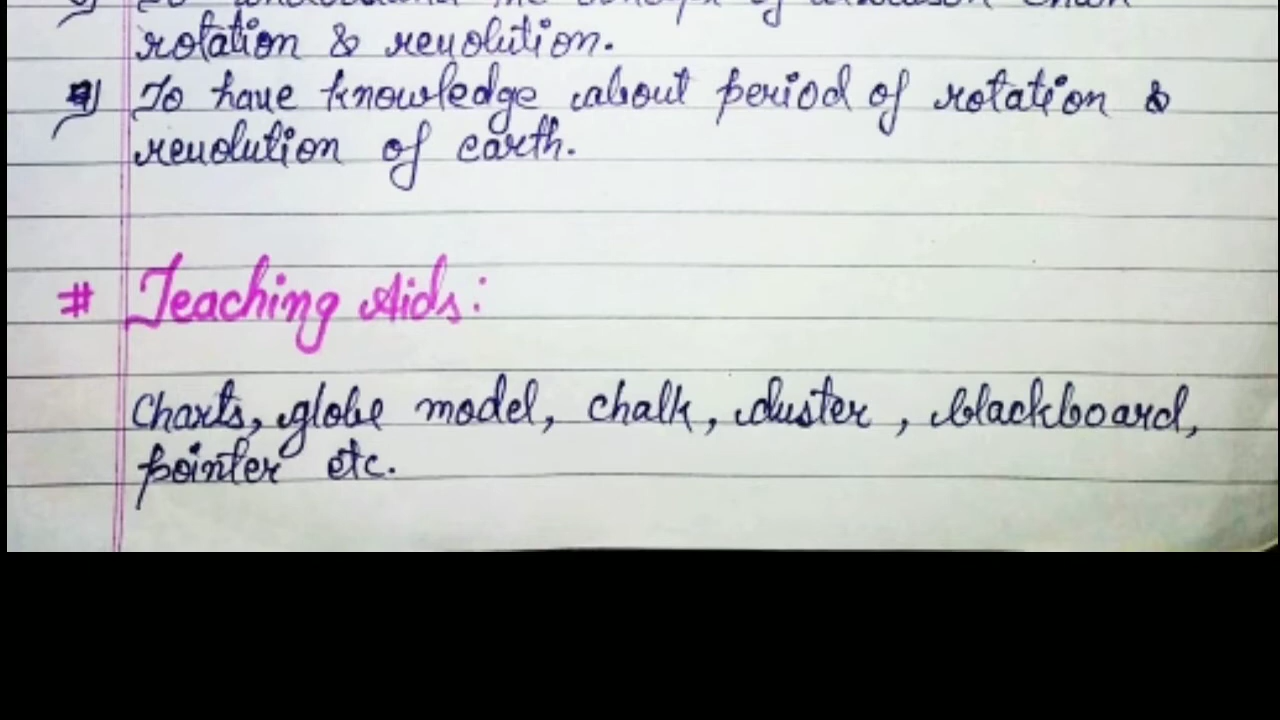 rotation & revolution.
To have knowledge about period of rotation &
revolution of earth.
# Teaching Aids:
Charts, globe model, chalk, duster, blackboard,
pointer etc.